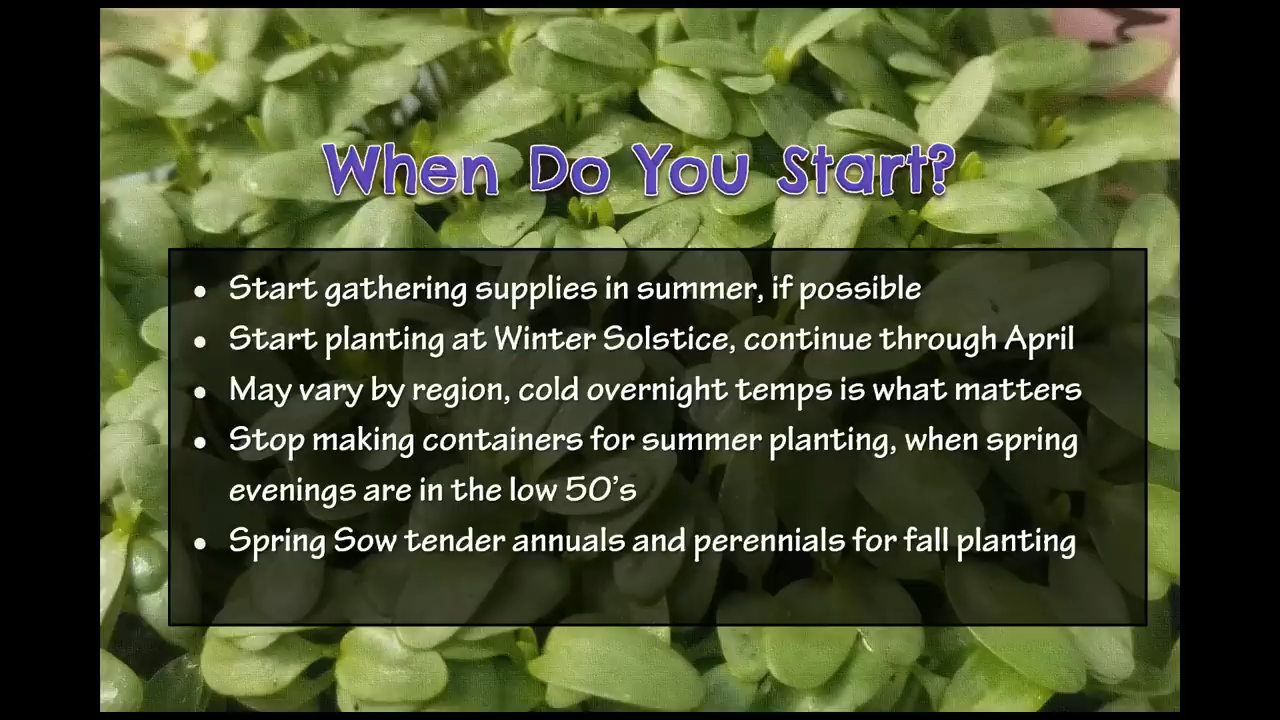 When Do You Start?
• Start gathering supplies in summer, if possible
• Start planting at Winter Solstice, continue through April
• May vary by region, cold overnight temps is what matters
• Stop making containers for summer planting, when spring
evenings are in the low 50's
• Spring Sow tender annuals and perennials for fall planting